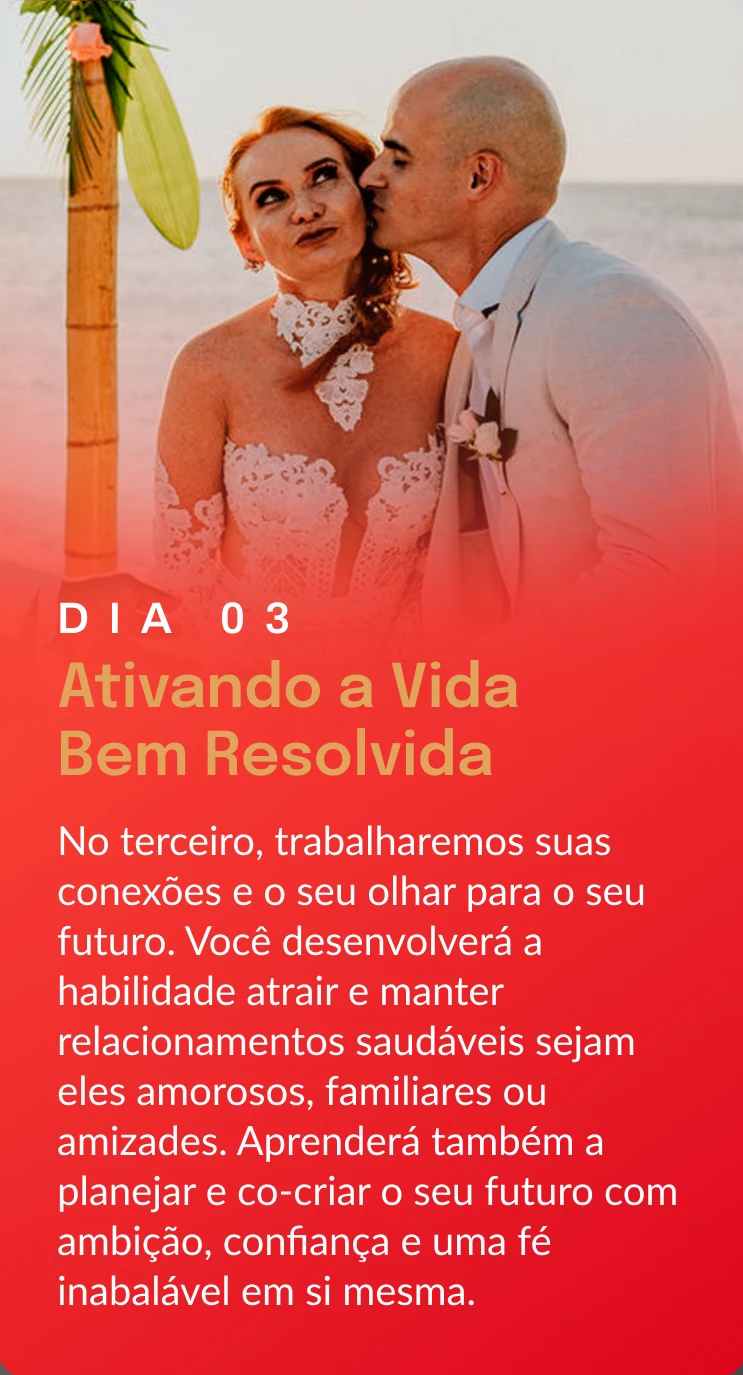 DIA 03
Ativando a Vida
Bem Resolvida
No terceiro, trabalharemos suas
conexões e o seu olhar para o seu
futuro. Você desenvolverá a
habilidade atrair e manter
relacionamentos saudáveis sejam
eles amorosos, familiares ou
amizades. Aprenderá também a
planejar e co-criar o seu futuro com
ambição, confiança e uma fé
inabalável em si mesma.